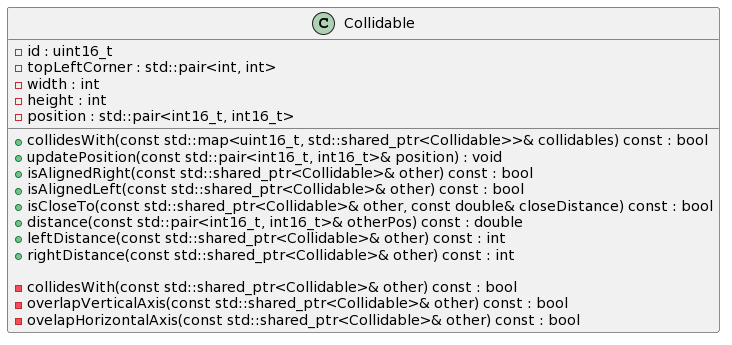 C Collidable
id : uint16_t
topLeftCorner : std::pair<int, int>
width : int
height : int
position : std::pair<int16_t, int16_t>
collidesWith(const std::map<uint16_t, std::shared_ptr<Collidable>>& collidables) const : bool
updatePosition(const std::pair<int16_t, int16_t>& position) : void
isAlignedRight(const std::shared_ptr<Collidable>& other) const : bool
isAlignedLeft(const std::shared_ptr<Collidable>& other) const : bool
isCloseTo(const std::shared_ptr<Collidable>& other, const double& closeDistance) const : bool
distance(const std::pair<int16_t, int16_t>& otherPos) const : double
leftDistance(const std::shared_ptr<Collidable>& other) const : int
rightDistance(const std::shared_ptr<Collidable>& other) const : int
collidesWith(const std::shared_ptr<Collidable>& other) const : bool
overlapVerticalAxis(const std::shared_ptr<Collidable>& other) const : bool
ovelapHorizontalAxis(const std::shared_ptr<Collidable>& other) const : bool